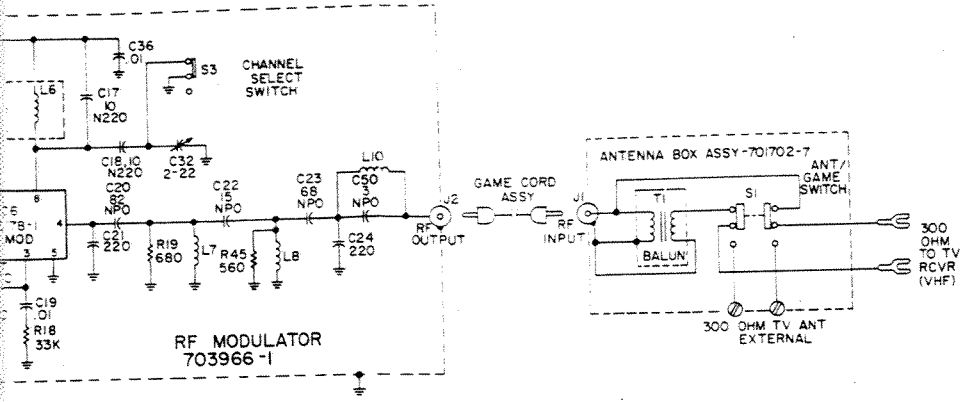 C36
.01
S3
CHANNEL
SELECT
SWITCH
L6
C17
10
N220
C18,10
N220
C32
2-22
8
C20
82
NPO
C22
5
NPO
C23
68
NPO
L10
C50
3
NPO
J2
RF
OUTPUT
4
MOD
3
5
C21
220
R19
680
L7
R45
560
L8
C24
220
C19
.01
R18
33K
RF MODULATOR
703966-1
GAME CORD
ASSY
ANTENNA BOX ASSY-701702-7
ANT/
GAME
SWITCH
J1
RF
INPUT
T1
BALUN
S1
300
OHM
TO TV
RCVR
(VHF)
300 OHM TV ANT
EXTERNAL